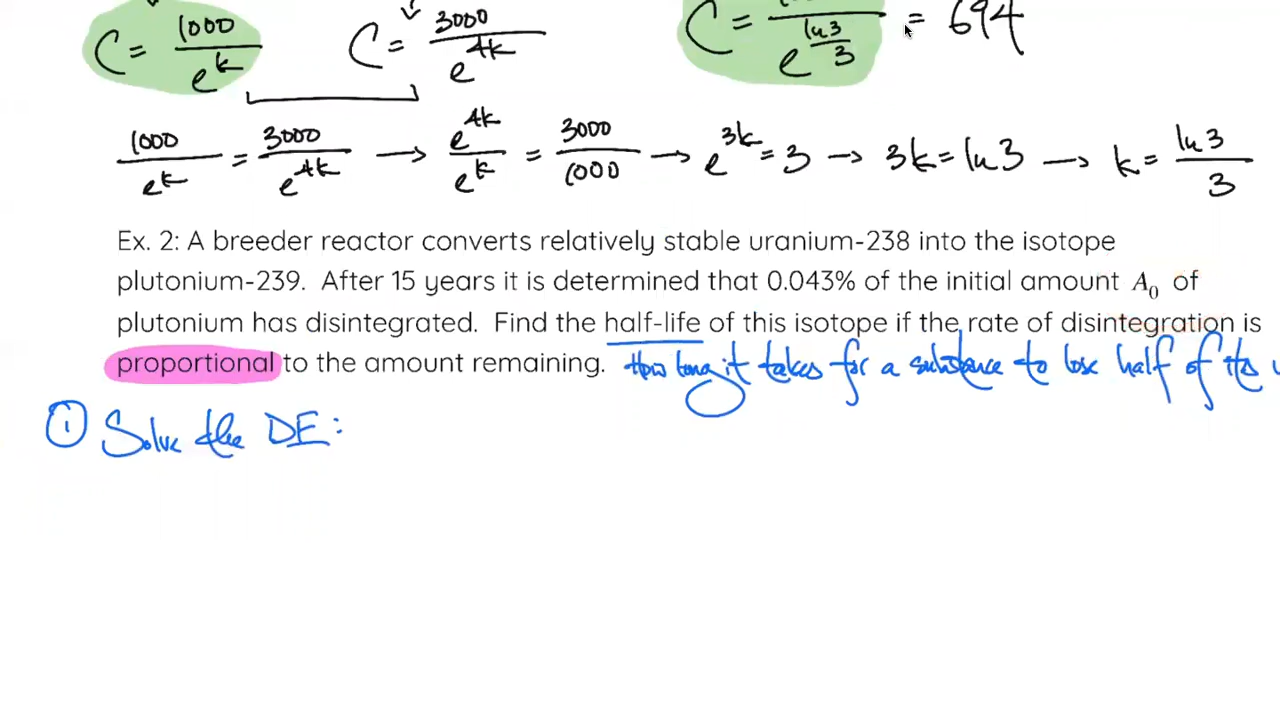 C = 1000 / e^k    C = 3000 / e^{4k}    C = / e^{ln3/3} = 694
1000 / e^k = 3000 / e^{4k} → e^{4k} / e^k = 3000 / 1000 → e^{3k} = 3 → 3k = ln3 → k = ln3 / 3
Ex. 2: A breeder reactor converts relatively stable uranium-238 into the isotope
plutonium-239. After 15 years it is determined that 0.043% of the initial amount A₀ of
plutonium has disintegrated. Find the half-life of this isotope if the rate of disintegration is
proportional to the amount remaining. How long it takes for a substance to lose half of its
① Solve the DE: